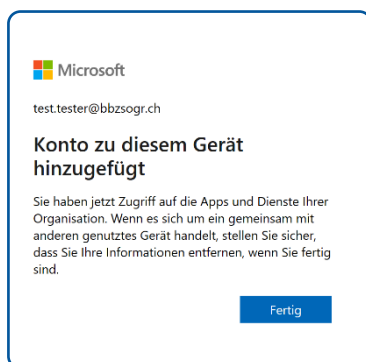 Microsoft
test.tester@bbzsogr.ch
Konto zu diesem Gerät
hinzugefügt
Sie haben jetzt Zugriff auf die Apps und Dienste Ihrer
Organisation. Wenn es sich um ein gemeinsam mit
anderen genutztes Gerät handelt, stellen Sie sicher,
dass Sie Ihre Informationen entfernen, wenn Sie fertig
sind.
Fertig